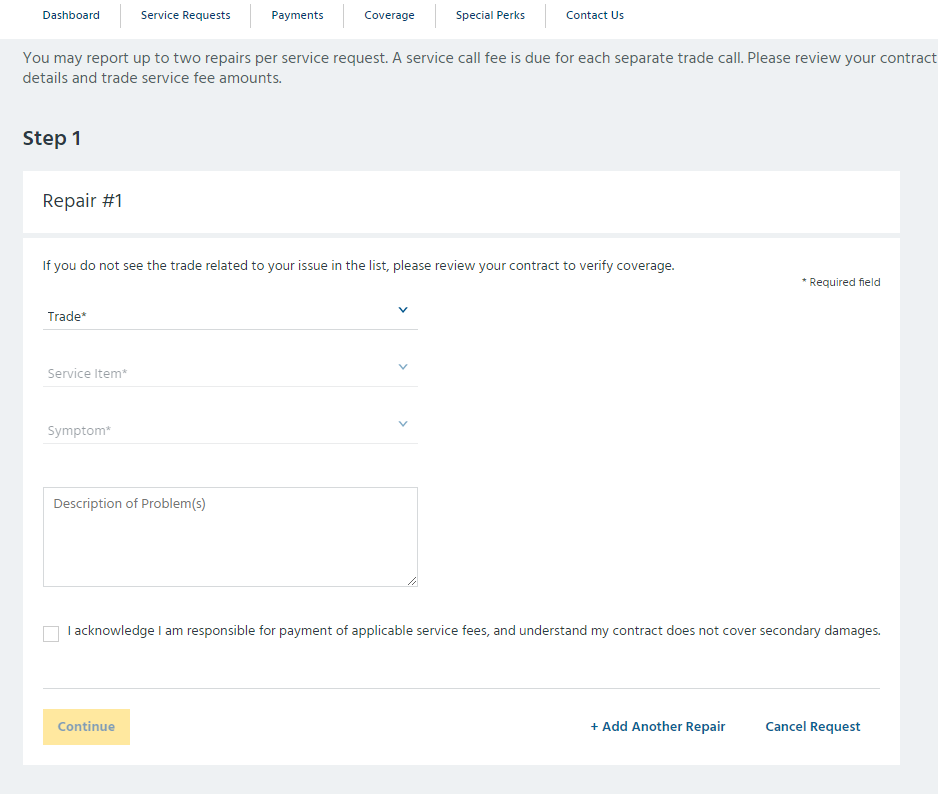 Dashboard Service Requests Payments Coverage Special Perks Contact Us
You may report up to two repairs per service request. A service call fee is due for each separate trade call. Please review your contract
details and trade service fee amounts.
Step 1
Repair #1
If you do not see the trade related to your issue in the list, please review your contract to verify coverage.
* Required field
Trade*
Service Item*
Symptom*
Description of Problem(s)
I acknowledge I am responsible for payment of applicable service fees, and understand my contract does not cover secondary damages.
Continue + Add Another Repair Cancel Request